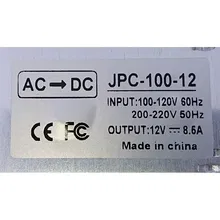 AC → DC
JPC-100-12
INPUT:100-120V 60Hz
200-220V 50Hz
OUTPUT:12V ⎓ 8.6A
CE FC
Made in china